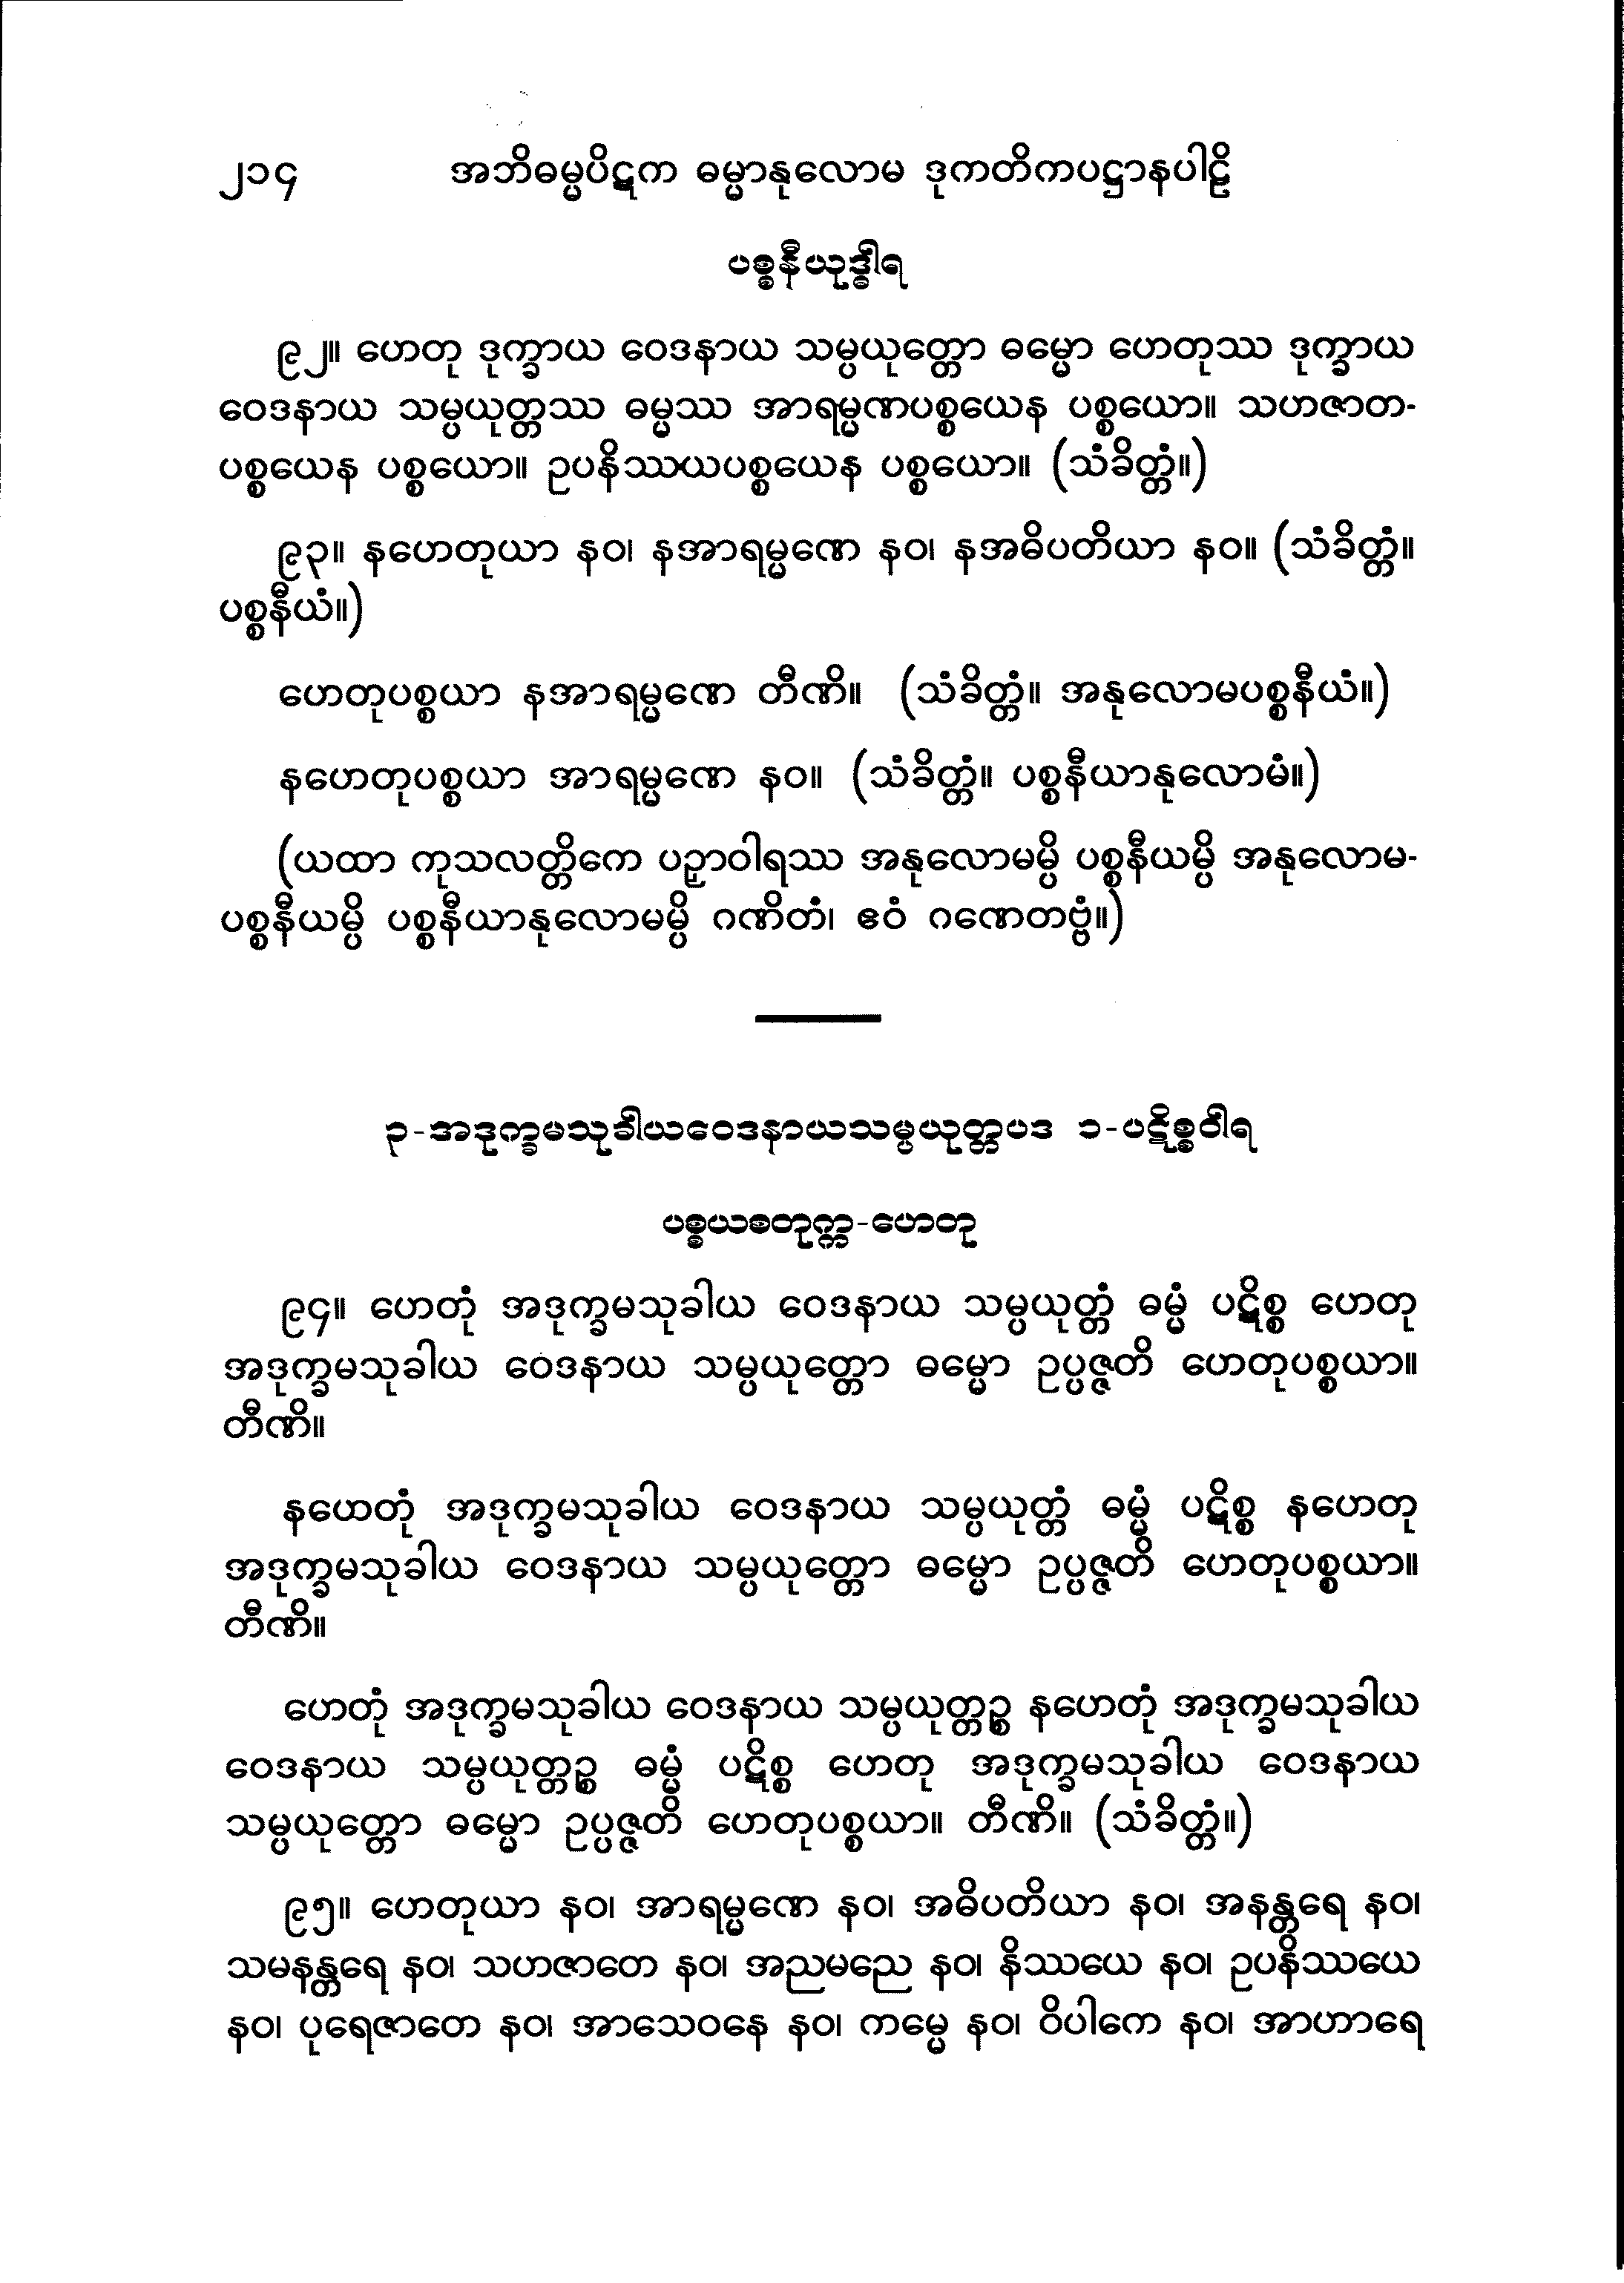 ၂၁၄ အဘိဓမ္မပိဋက ဓမ္မာနုလောမ ဒုကတိကပဋ္ဌာနပါဠိ
ပစ္စနီယုဒ္ဓါရ
၉၂။ ဟေတု ဒုက္ခာယ ဝေဒနာယ သမ္ပယုတ္တော ဓမ္မော ဟေတုဿ ဒုက္ခာယ
ဝေဒနာယ သမ္ပယုတ္တဿ ဓမ္မဿ အာရမ္မဏပစ္စယေန ပစ္စယော။ သဟဇာတ-
ပစ္စယေန ပစ္စယော။ ဥပနိဿယပစ္စယေန ပစ္စယော။ (သံခိတ္တံ။)
၉၃။ နဟေတုယာ နဝ၊ နအာရမ္မဏေ နဝ၊ နအဓိပတိယာ နဝ။ (သံခိတ္တံ။
ပစ္စနီယံ။)
ဟေတုပစ္စယာ နအာရမ္မဏေ တီဏိ။ (သံခိတ္တံ။ အနုလောမပစ္စနီယံ။)
နဟေတုပစ္စယာ အာရမ္မဏေ နဝ။ (သံခိတ္တံ။ ပစ္စနီယာနုလောမံ။)
(ယထာ ကုသလတ္တိကေ ပဉှာဝါရဿ အနုလောမမ္ပိ ပစ္စနီယမ္ပိ အနုလောမ-
ပစ္စနီယမ္ပိ ပစ္စနီယာနုလောမမ္ပိ ဂဏိတံ၊ ဧဝံ ဂဏေတဗ္ဗံ။)
၃-အဒုက္ခမသုခါယဝေဒနာယသမ္ပယုတ္တပဒ ၁-ပဋိစ္စဝါရ
ပစ္စယစတုက္က-ဟေတု
၉၄။ ဟေတုံ အဒုက္ခမသုခါယ ဝေဒနာယ သမ္ပယုတ္တံ ဓမ္မံ ပဋိစ္စ ဟေတု
အဒုက္ခမသုခါယ ဝေဒနာယ သမ္ပယုတ္တော ဓမ္မော ဥပ္ပဇ္ဇတိ ဟေတုပစ္စယာ။
တီဏိ။
နဟေတုံ အဒုက္ခမသုခါယ ဝေဒနာယ သမ္ပယုတ္တံ ဓမ္မံ ပဋိစ္စ နဟေတု
အဒုက္ခမသုခါယ ဝေဒနာယ သမ္ပယုတ္တော ဓမ္မော ဥပ္ပဇ္ဇတိ ဟေတုပစ္စယာ။
တီဏိ။
ဟေတုံ အဒုက္ခမသုခါယ ဝေဒနာယ သမ္ပယုတ္တဉ္စ နဟေတုံ အဒုက္ခမသုခါယ
ဝေဒနာယ သမ္ပယုတ္တဉ္စ ဓမ္မံ ပဋိစ္စ ဟေတု အဒုက္ခမသုခါယ ဝေဒနာယ
သမ္ပယုတ္တော ဓမ္မော ဥပ္ပဇ္ဇတိ ဟေတုပစ္စယာ။ တီဏိ။ (သံခိတ္တံ။)
၉၅။ ဟေတုယာ နဝ၊ အာရမ္မဏေ နဝ၊ အဓိပတိယာ နဝ၊ အနန္တရေ နဝ၊
သမနန္တရေ နဝ၊ သဟဇာတေ နဝ၊ အညမညေ နဝ၊ နိဿယေ နဝ၊ ဥပနိဿယေ
နဝ၊ ပုရေဇာတေ နဝ၊ အာသေဝနေ နဝ၊ ကမ္မေ နဝ၊ ဝိပါကေ နဝ၊ အာဟာရေ